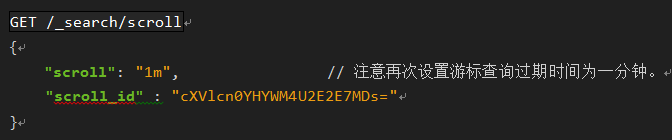 GET /_search/scroll
{
"scroll": "1m", // 注意再次设置游标查询过期时间为一分钟。
"scroll_id" : "cXVlcn0YHYWM4U2E2E7MDs="
}